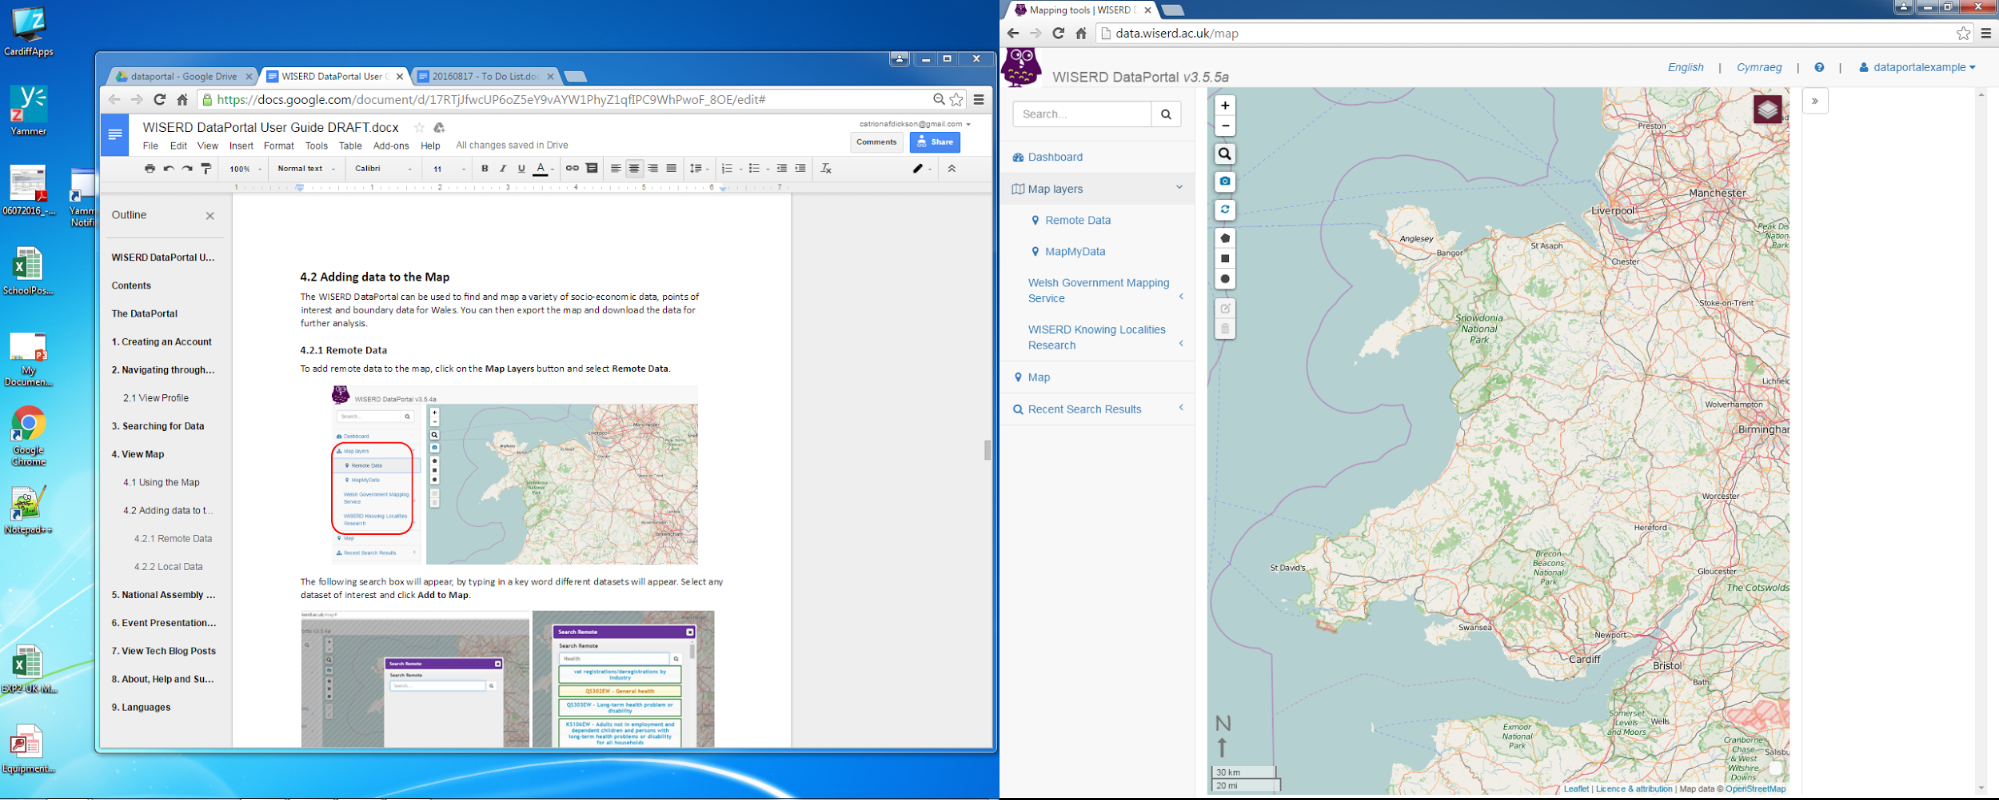 CardiffApps
Yammer
06072016_-...
Yamm
Notifi
SchoolPos...
My
Documen...
Google
Chrome
Notepad++
EXP2-UK-M...
Equipment...
dataportal - Google Drive
WISERD DataPortal User G
20160817 - To Do List.doc
https://docs.google.com/document/d/17RTjJfwcUP6oZ5eY9vAYW1PhyZ1qfIPC9WhPwoF_8OE/edit#
WISERD DataPortal User Guide DRAFT.docx
catrionafdickson@gmail.com
File Edit View Insert Format Tools Table Add-ons Help All changes saved in Drive
Comments
Share
100% Normal text Calibri 11 B I U A
1 1 2 3 4 5 6 7
Outline
WISERD DataPortal U...
Contents
The DataPortal
1. Creating an Account
2. Navigating through...
2.1 View Profile
3. Searching for Data
4. View Map
4.1 Using the Map
4.2 Adding data to t...
4.2.1 Remote Data
4.2.2 Local Data
5. National Assembly ...
6. Event Presentation...
7. View Tech Blog Posts
8. About, Help and Su...
9. Languages
4.2 Adding data to the Map
The WISERD DataPortal can be used to find and map a variety of socio-economic data, points of
interest and boundary data for Wales. You can then export the map and download the data for
further analysis.
4.2.1 Remote Data
To add remote data to the map, click on the Map Layers button and select Remote Data.
WISERD DataPortal v3.5.4a
Search...
Dashboard
Map layers
Remote Data
MapMyData
Welsh Government Mapping
Service
WISERD Knowing Localities
Research
Map
Recent Search Results
The following search box will appear, by typing in a key word different datasets will appear. Select any
dataset of interest and click Add to Map.
Search Remote
Search Remote
Search...
Search Remote
Search Remote
Health
vat registrations/deregistrations by
industry
QS302EW - General health
QS303EW - Long-term health problem or
disability
KS106EW - Adults not in employment and
dependent children and persons with
long-term health problems or disability
for all households
Mapping tools | WISERD D
data.wiserd.ac.uk/map
WISERD DataPortal v3.5.5a
English | Cymraeg | | dataportalexample
Search...
Dashboard
Map layers
Remote Data
MapMyData
Welsh Government Mapping
Service
WISERD Knowing Localities
Research
Map
Recent Search Results
+
−
»
Preston
Manchester
Liverpool
Anglesey
Bangor
St Asaph
Chester
Peak Dis
Nation
Park
Stoke-on-Trent
Snowdonia
National
Park
Lichfiel
Wolverhampton
Birmingha
Worcester
Hereford
Brecon
Beacons
National
Park
St David's
Gloucester
The Cotswolds
Swansea
Newport
Cardiff
Bristol
Bath
Somerset
Levels
and Moors
Wells
Exmoor
National
Park
Cranborne
Chase
& West
Wiltshire
Downs
Salisbu
N
30 km
20 mi
Leaflet | Licence & attribution | Map data © OpenStreetMap